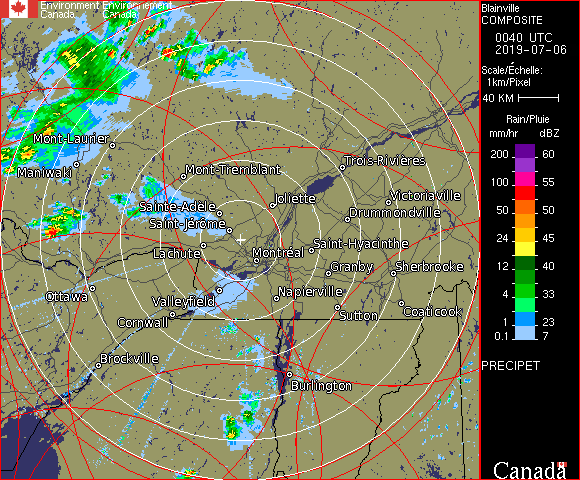 Environment Environnement
Canada Canada
Blainville
COMPOSITE
0040 UTC
2019-07-06
Scale/Échelle:
1km/Pixel
40 KM
Rain/Pluie
mm/hr dBZ
200 60
100 55
50 50
24 45
12 40
4 33
1 23
0.1 7
PRECIPET
Canada
Mont-Laurier
Maniwaki
Mont-Tremblant
Trois-Rivières
Joliette
Victoriaville
Sainte-Adele
Drummondville
Saint-Jérôme
Lachute
Montréal
Saint-Hyacinthe
Granby
Sherbrooke
Ottawa
Valleyfield
Napierville
Cornwall
Sutton
Coaticook
Brockville
Burlington